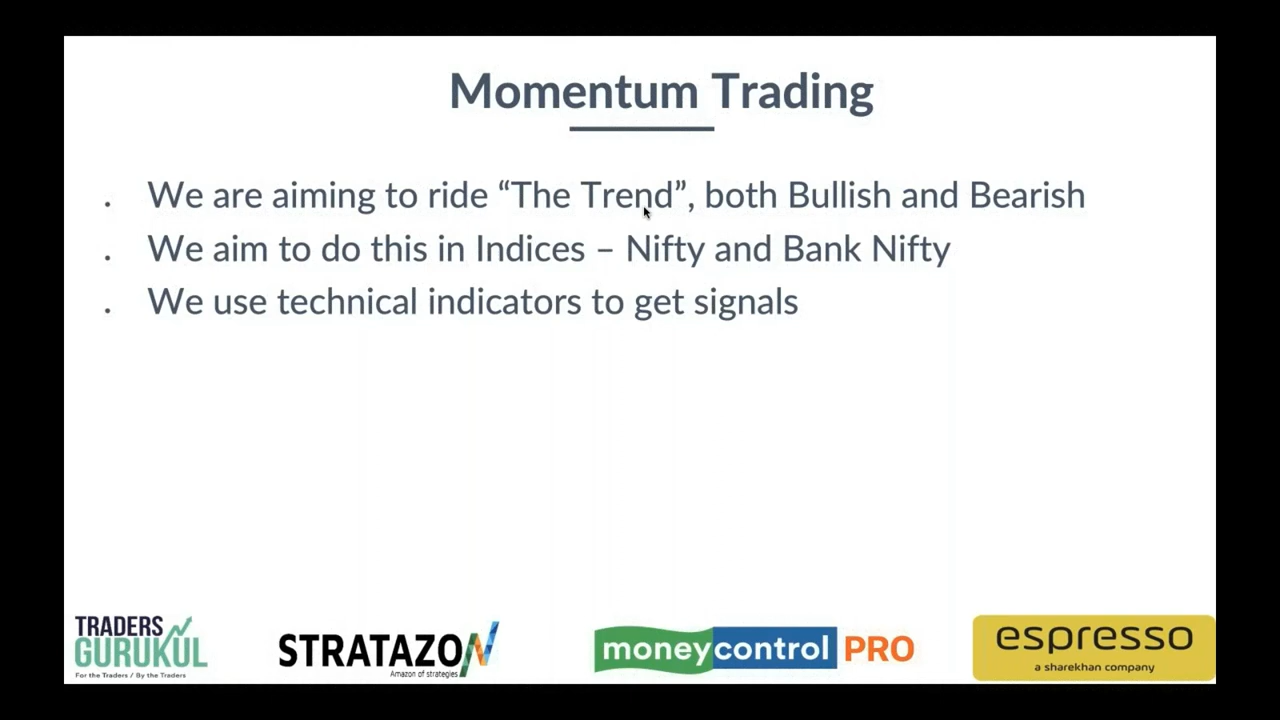 Momentum Trading
. We are aiming to ride “The Trend”, both Bullish and Bearish
. We aim to do this in Indices – Nifty and Bank Nifty
. We use technical indicators to get signals
TRADERS
GURUKUL
For the Traders / By the Traders
STRATAZON
Amazon of strategies
moneycontrol PRO
espresso
a sharekhan company